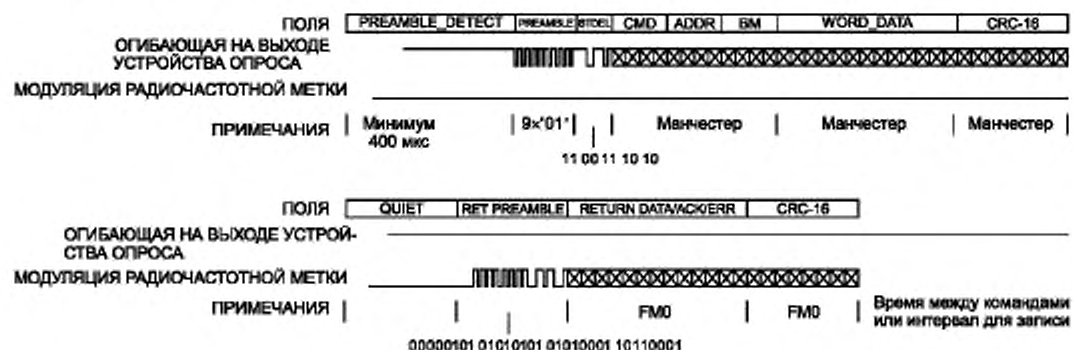 ПОЛЯ PREAMBLE_DETECT PREAMBLE STDEL CMD ADDR BM WORD_DATA CRC-16
ОГИБАЮЩАЯ НА ВЫХОДЕ
УСТРОЙСТВА ОПРОСА
МОДУЛЯЦИЯ РАДИОЧАСТОТНОЙ МЕТКИ
ПРИМЕЧАНИЯ Минимум 9×"01" Манчестер Манчестер Манчестер
400 мкс
11 00 11 10 10
ПОЛЯ QUIET RET PREAMBLE RETURN DATA/ACK/ERR CRC-16
ОГИБАЮЩАЯ НА ВЫХОДЕ УСТРОЙ-
СТВА ОПРОСА
МОДУЛЯЦИЯ РАДИОЧАСТОТНОЙ МЕТКИ
ПРИМЕЧАНИЯ FM0 FM0 Время между командами
или интервал для записи
00000101 01010101 01010001 10110001